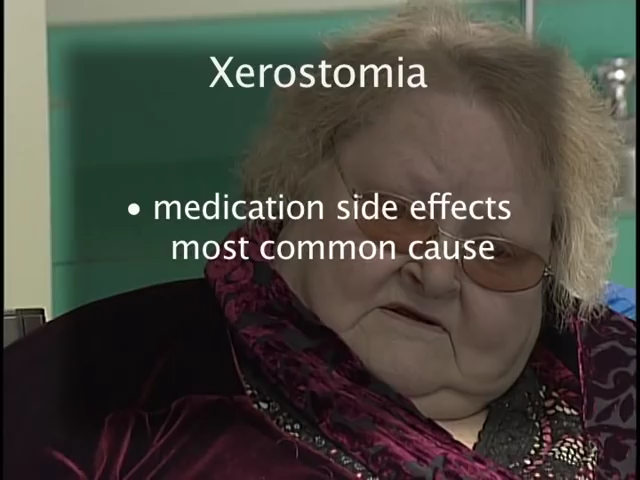 Xerostomia
• medication side effects
most common cause